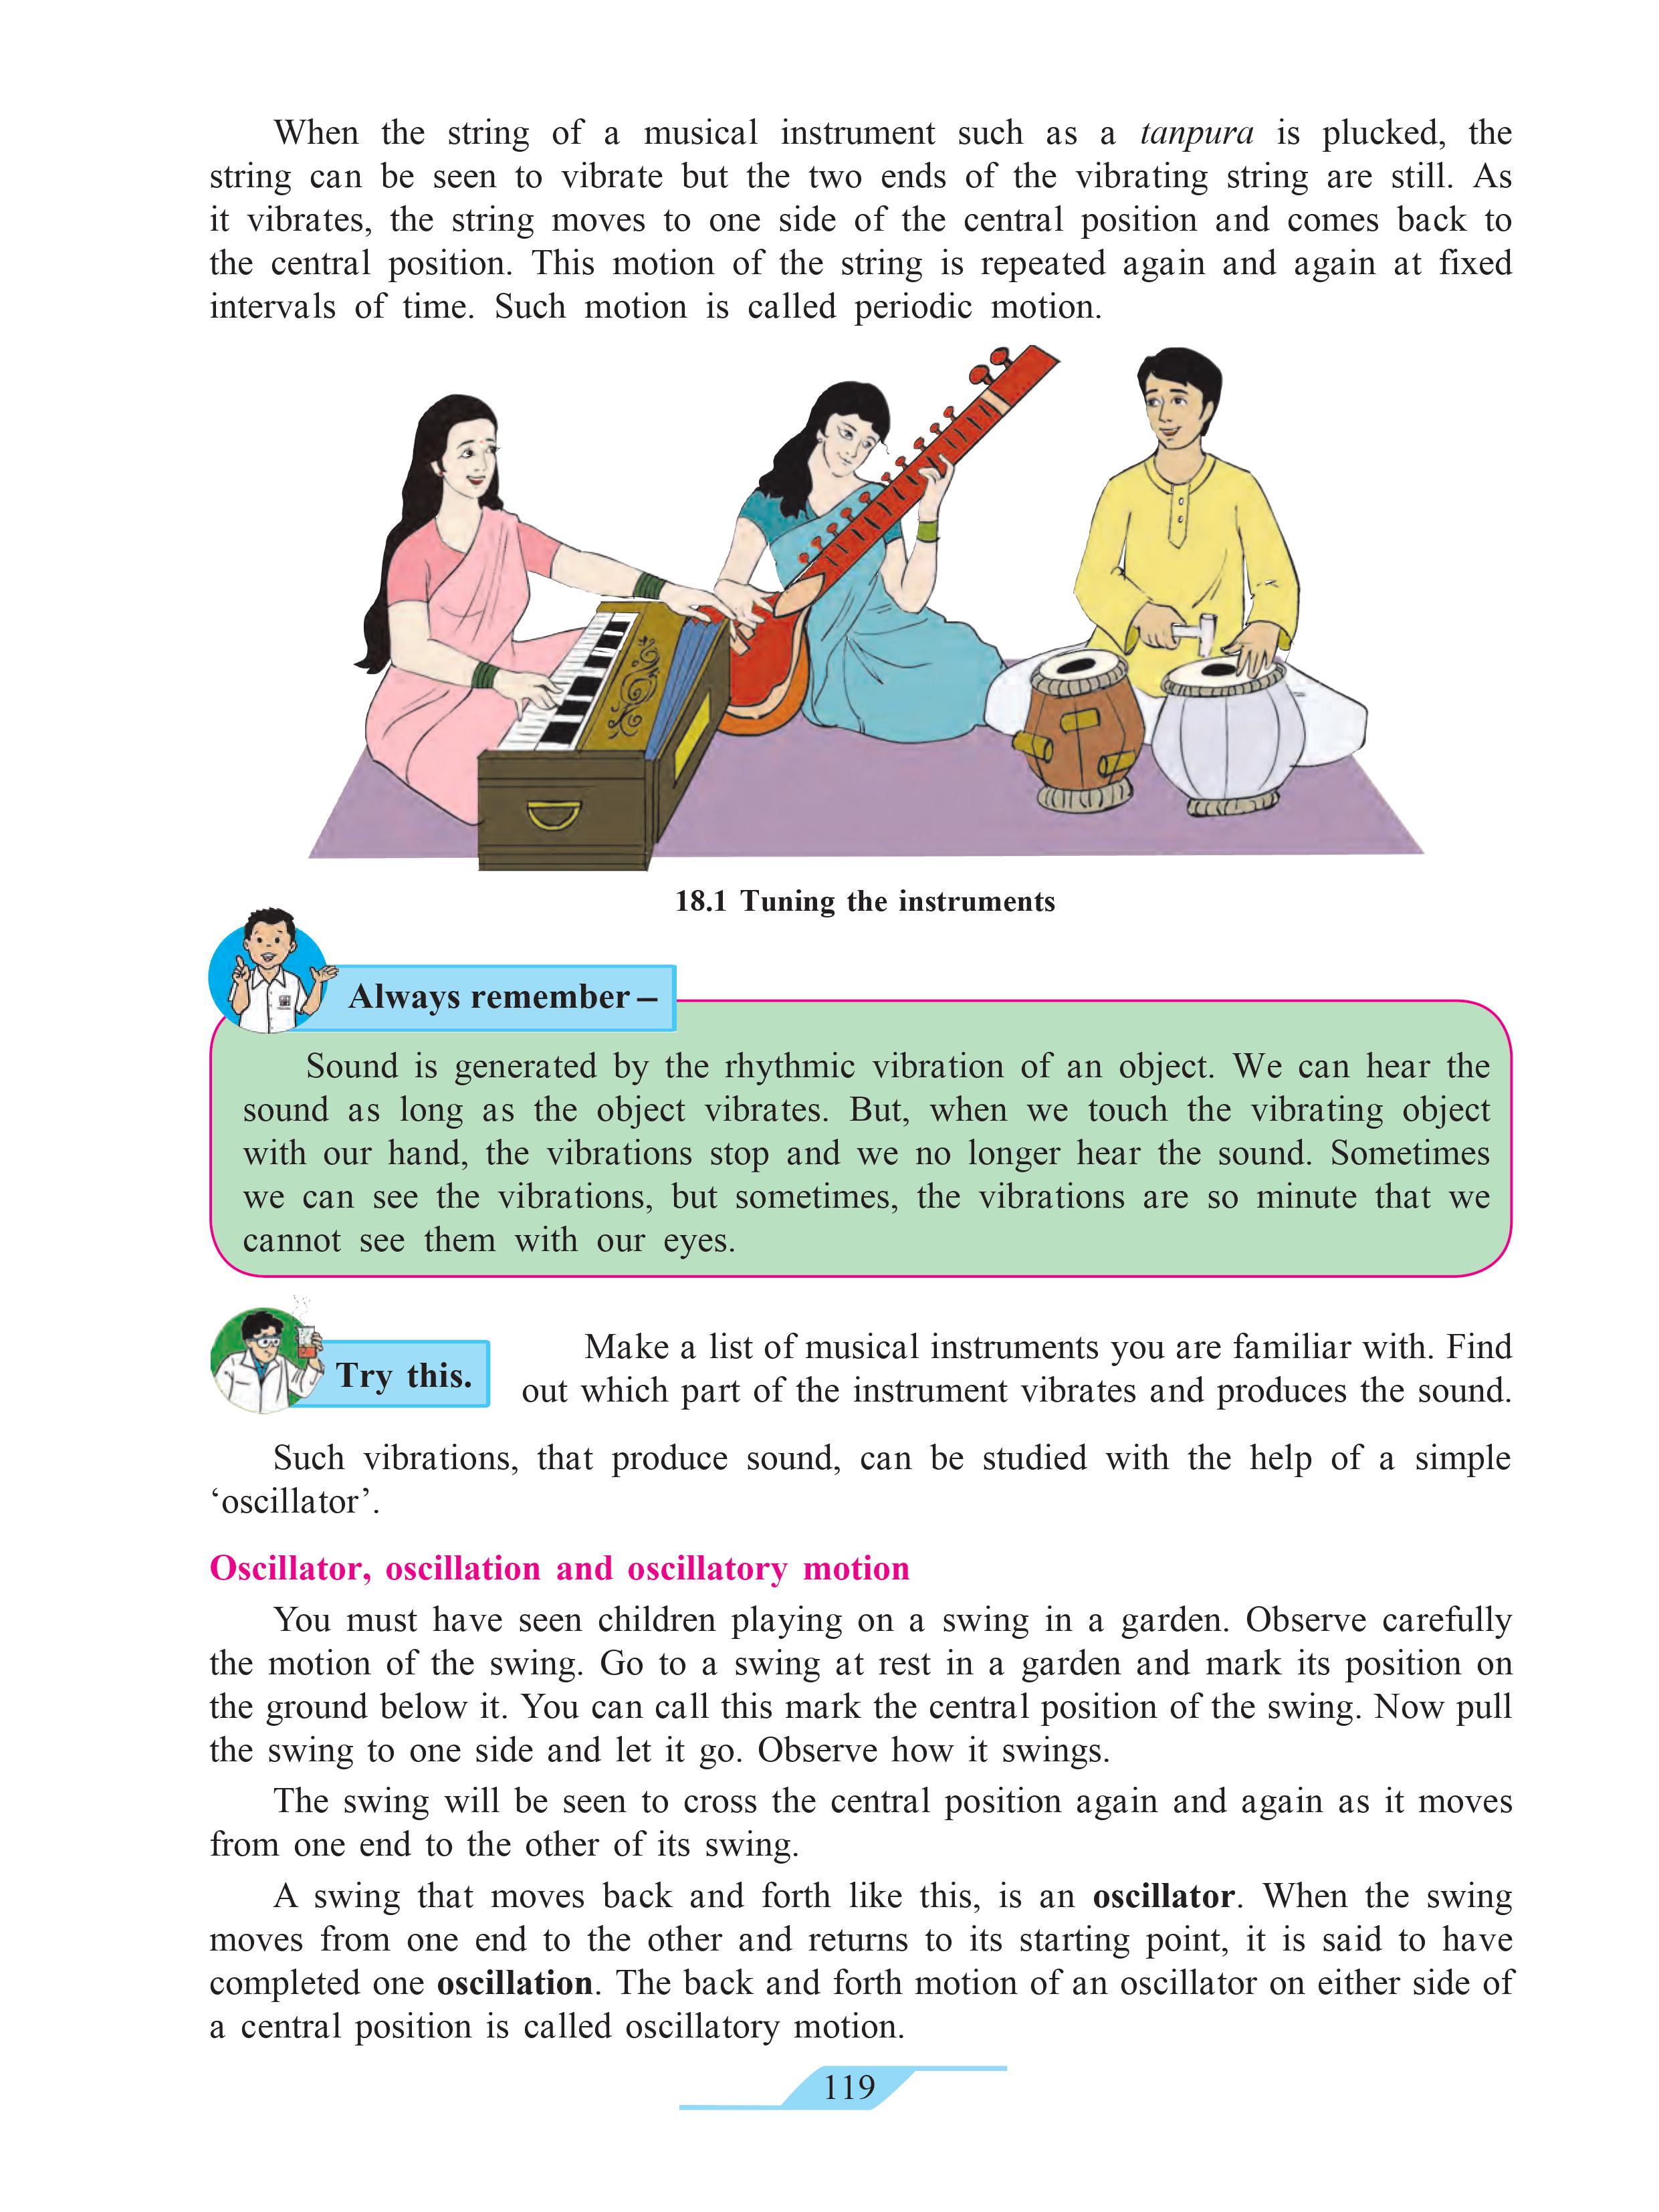 When the string of a musical instrument such as a tanpura is plucked, the
string can be seen to vibrate but the two ends of the vibrating string are still. As
it vibrates, the string moves to one side of the central position and comes back to
the central position. This motion of the string is repeated again and again at fixed
intervals of time. Such motion is called periodic motion.
18.1 Tuning the instruments
Always remember –
Sound is generated by the rhythmic vibration of an object. We can hear the
sound as long as the object vibrates. But, when we touch the vibrating object
with our hand, the vibrations stop and we no longer hear the sound. Sometimes
we can see the vibrations, but sometimes, the vibrations are so minute that we
cannot see them with our eyes.
Try this.
Make a list of musical instruments you are familiar with. Find
out which part of the instrument vibrates and produces the sound.
Such vibrations, that produce sound, can be studied with the help of a simple
‘oscillator’.
Oscillator, oscillation and oscillatory motion
You must have seen children playing on a swing in a garden. Observe carefully
the motion of the swing. Go to a swing at rest in a garden and mark its position on
the ground below it. You can call this mark the central position of the swing. Now pull
the swing to one side and let it go. Observe how it swings.
The swing will be seen to cross the central position again and again as it moves
from one end to the other of its swing.
A swing that moves back and forth like this, is an oscillator. When the swing
moves from one end to the other and returns to its starting point, it is said to have
completed one oscillation. The back and forth motion of an oscillator on either side of
a central position is called oscillatory motion.
119